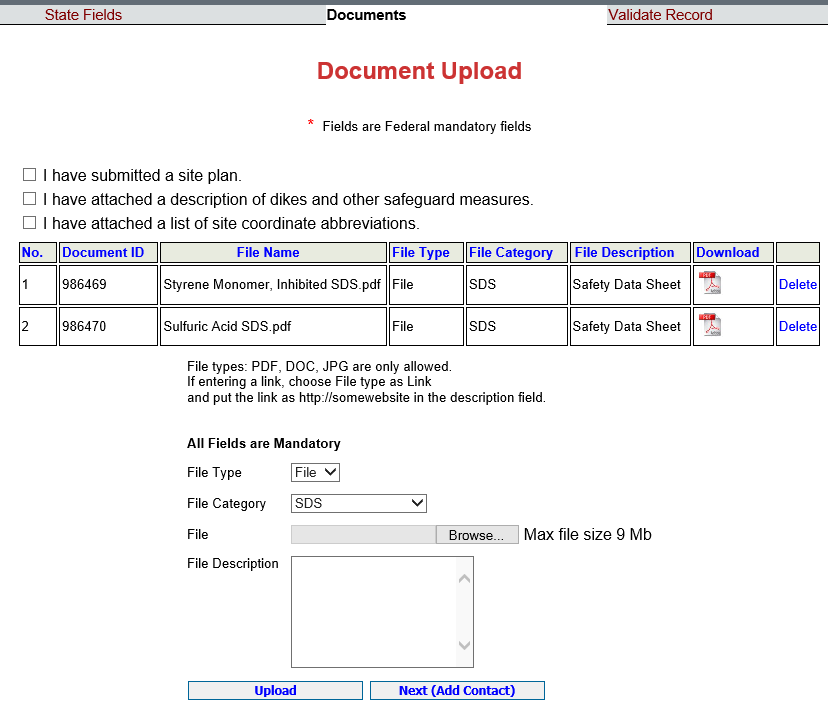 State Fields Documents Validate Record
Document Upload
* Fields are Federal mandatory fields
I have submitted a site plan.
I have attached a description of dikes and other safeguard measures.
I have attached a list of site coordinate abbreviations.
No. Document ID File Name File Type File Category File Description Download
1 986469 Styrene Monomer, Inhibited SDS.pdf File SDS Safety Data Sheet Delete
2 986470 Sulfuric Acid SDS.pdf File SDS Safety Data Sheet Delete
File types: PDF, DOC, JPG are only allowed.
If entering a link, choose File type as Link
and put the link as http://somewebsite in the description field.
All Fields are Mandatory
File Type File
File Category SDS
File Browse... Max file size 9 Mb
File Description
Upload Next (Add Contact)